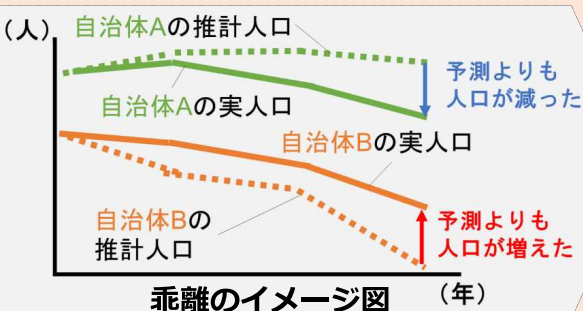 （人）
自治体Aの推計人口
予測よりも
人口が減った
自治体Aの実人口
自治体Bの実人口
自治体Bの
推計人口
予測よりも
人口が増えた
乖離のイメージ図
（年）